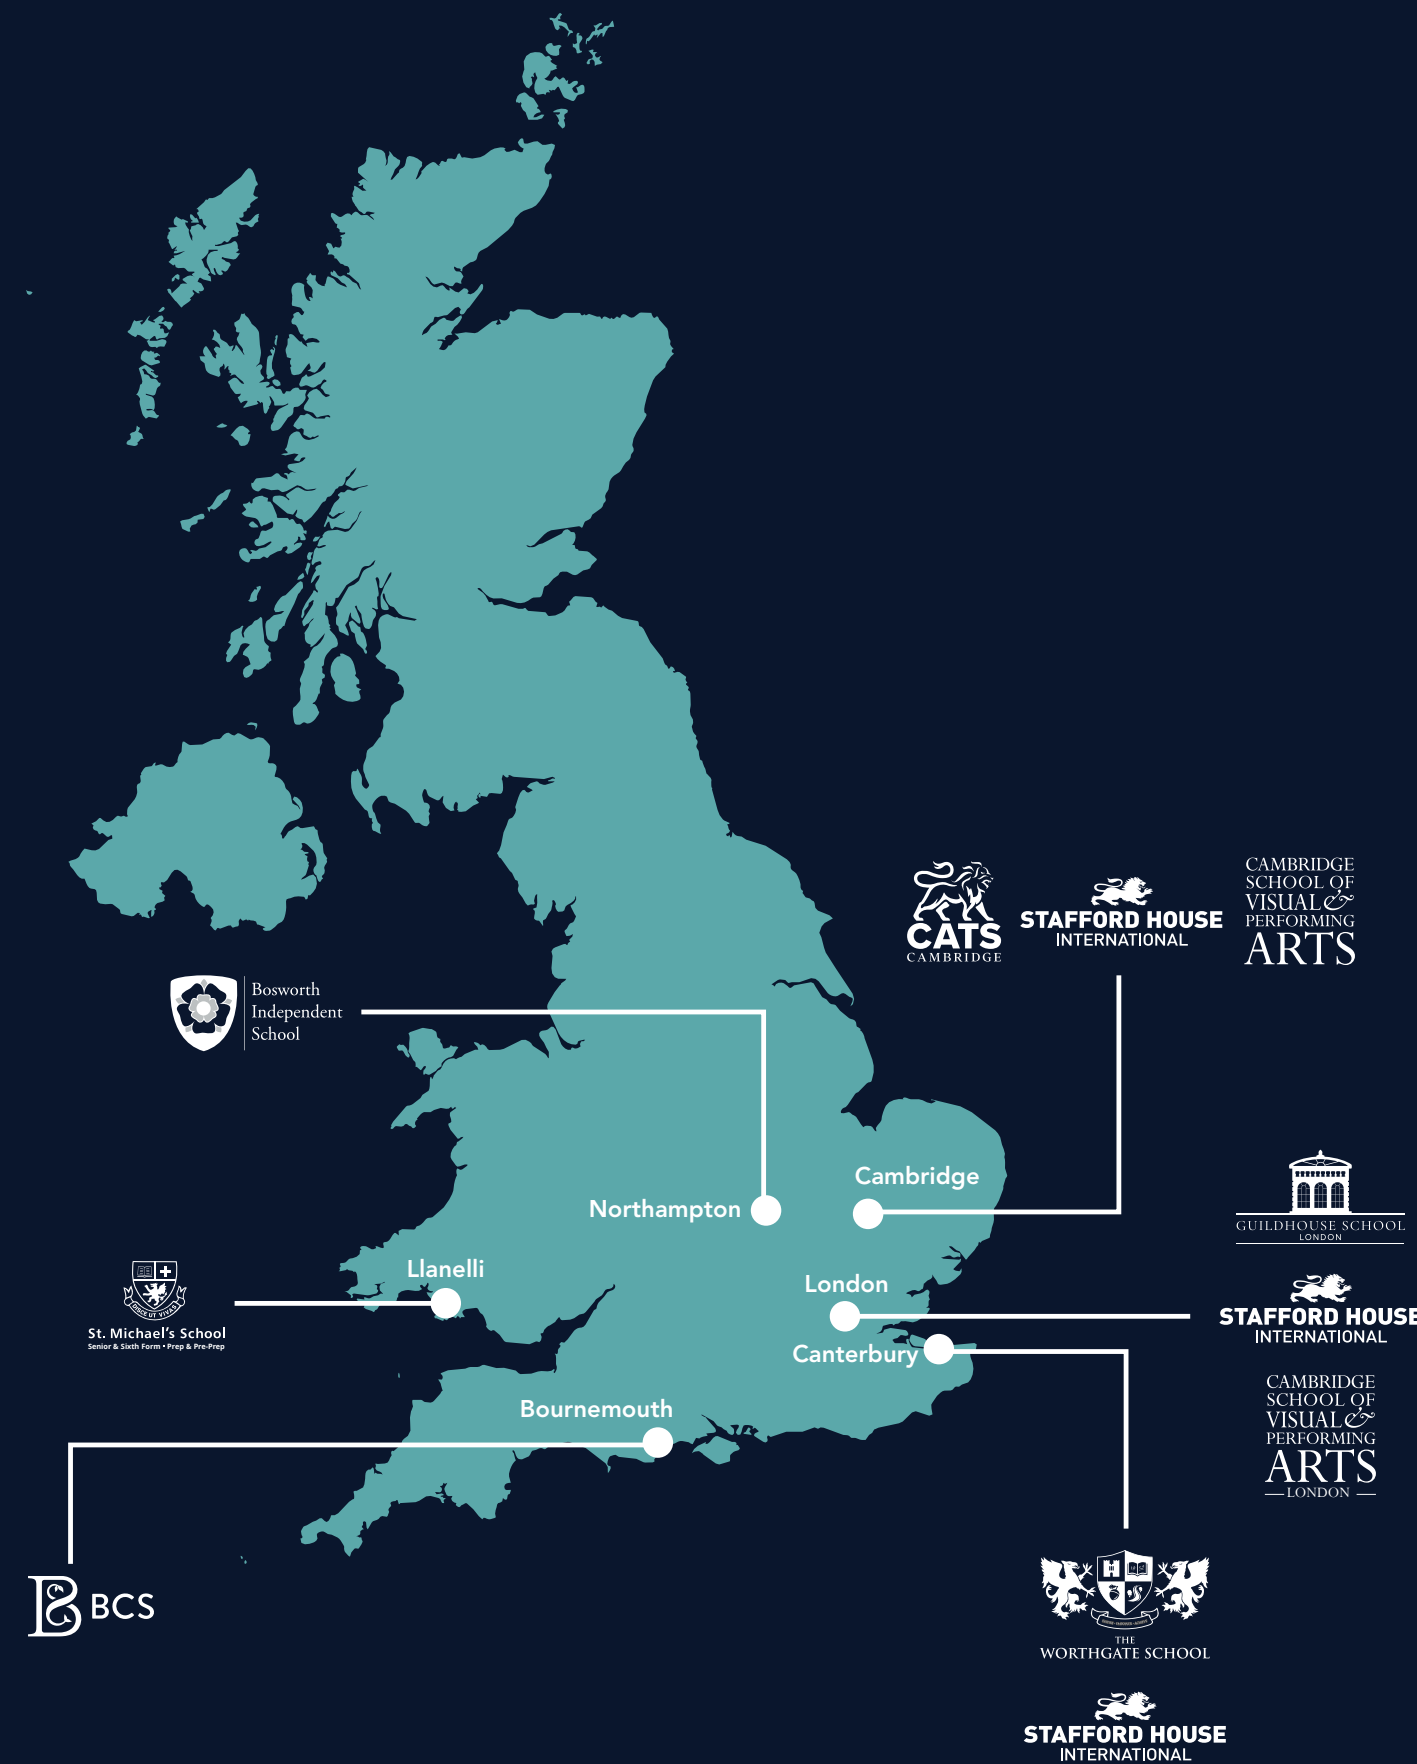 CATS
CAMBRIDGE
STAFFORD HOUSE
INTERNATIONAL
CAMBRIDGE
SCHOOL OF
VISUAL &
PERFORMING
ARTS
Bosworth
Independent
School
Cambridge
Northampton
GUILDHOUSE SCHOOL
LONDON
Llanelli
St. Michael's School
Senior & Sixth Form • Prep & Pre-Prep
London
STAFFORD HOUSE
INTERNATIONAL
Canterbury
CAMBRIDGE
SCHOOL OF
VISUAL &
PERFORMING
ARTS
LONDON
Bournemouth
BCS
THE
WORTHGATE SCHOOL
STAFFORD HOUSE
INTERNATIONAL